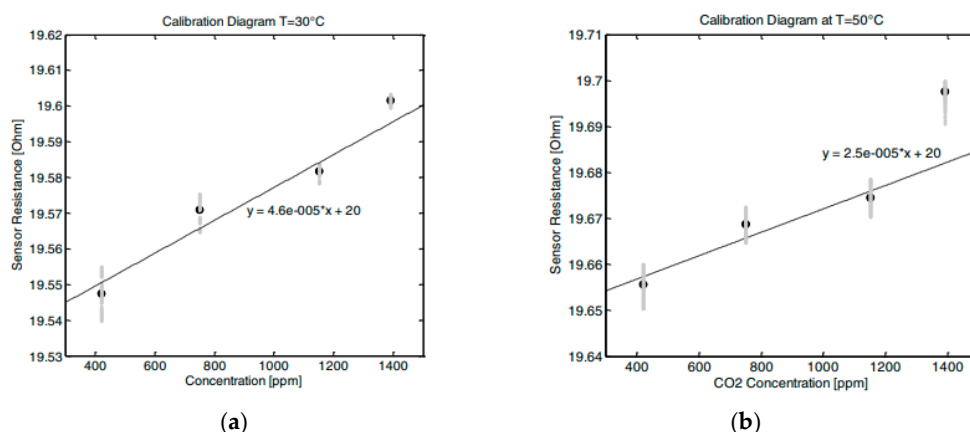 Calibration Diagram T=30°C
19.62
19.61
19.6
19.59
19.58
19.57
19.56
19.55
19.54
19.53
Sensor Resistance [Ohm]
y = 4.6e-005*x + 20
400 600 800 1000 1200 1400
Concentration [ppm]
(a)
Calibration Diagram at T=50°C
19.71
19.7
19.69
19.68
19.67
19.66
19.65
19.64
Sensor Resistance [Ohm]
y = 2.5e-005*x + 20
400 600 800 1000 1200 1400
CO2 Concentration [ppm]
(b)